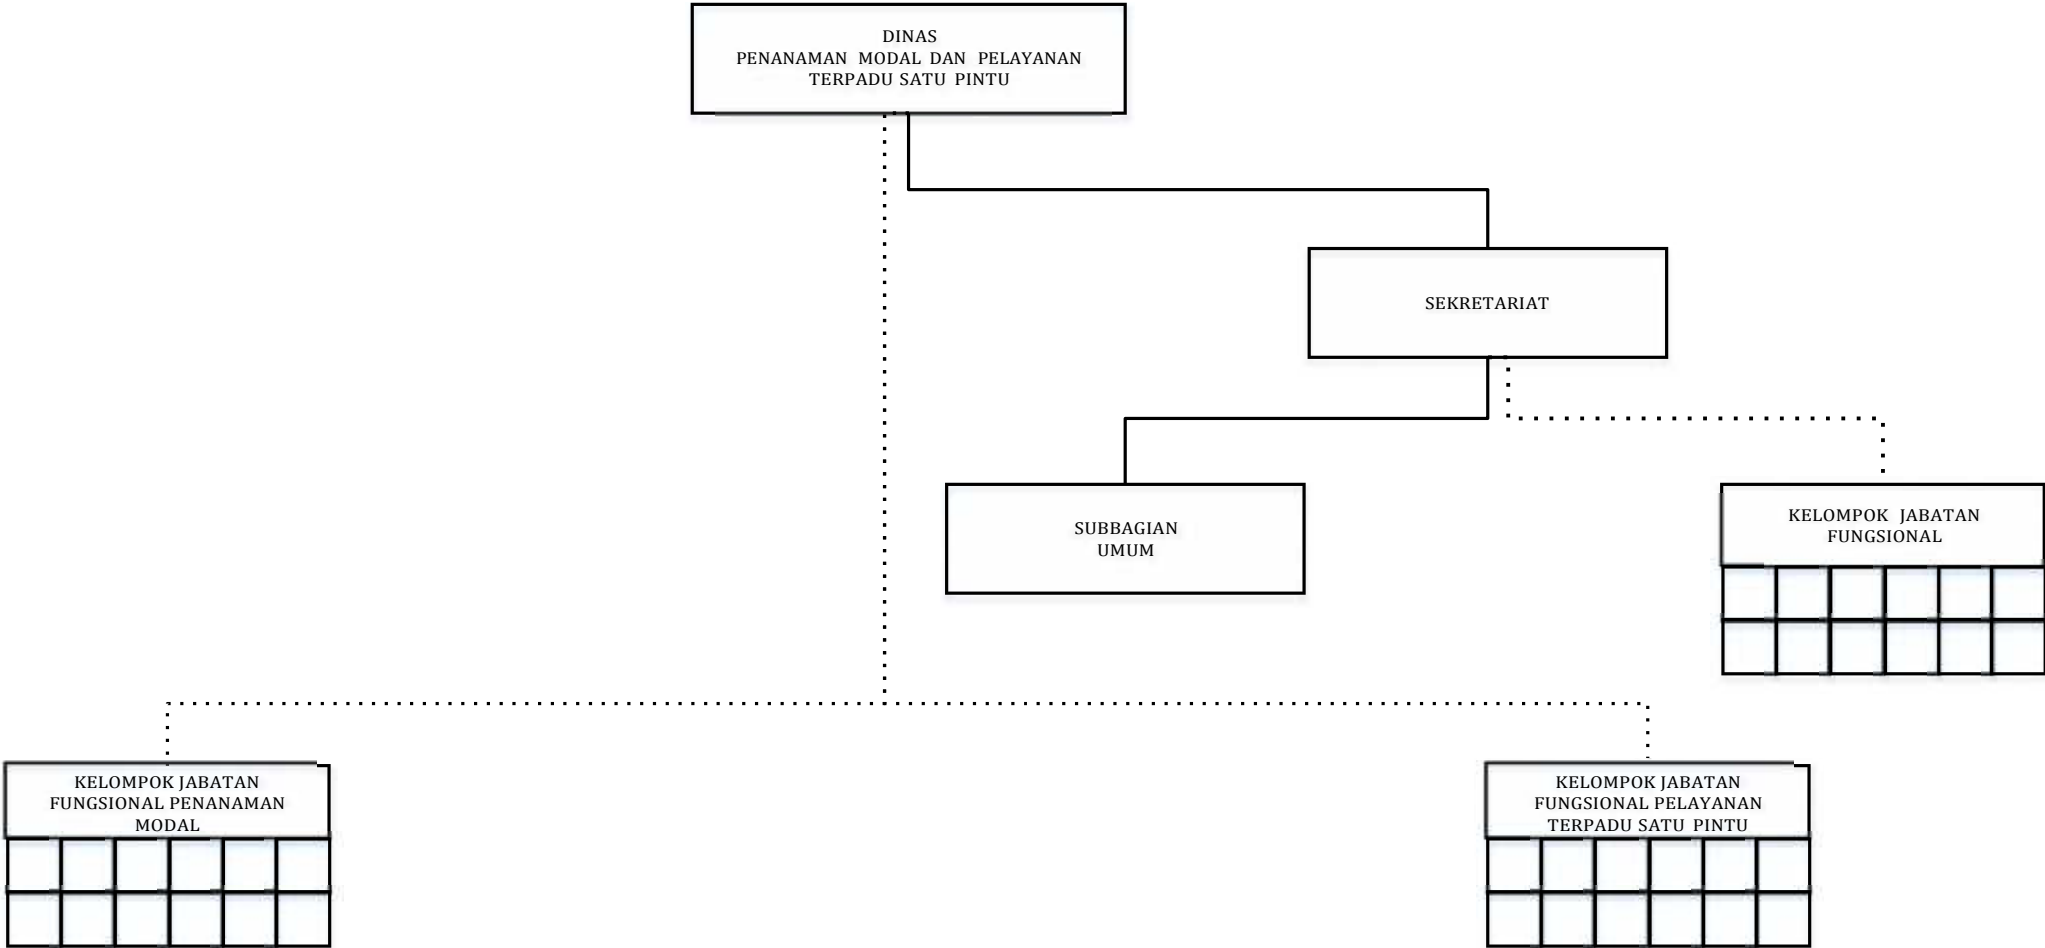 DINAS
PENANAMAN MODAL DAN PELAYANAN
TERPADU SATU PINTU
SEKRETARIAT
SUBBAGIAN
UMUM
KELOMPOK JABATAN
FUNGSIONAL
KELOMPOK JABATAN
FUNGSIONAL PENANAMAN
MODAL
KELOMPOK JABATAN
FUNGSIONAL PELAYANAN
TERPADU SATU PINTU